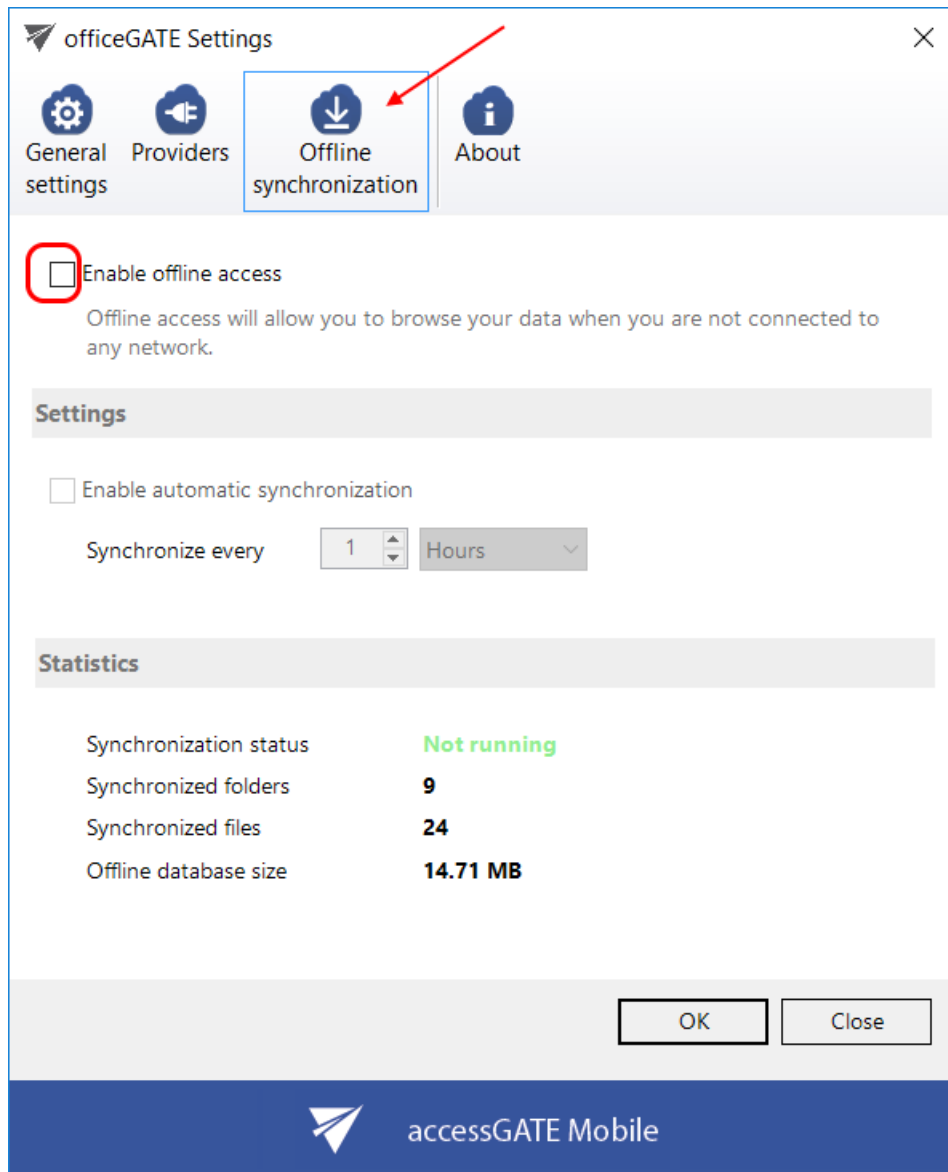 officeGATE Settings
General settings
Providers
Offline synchronization
About
Enable offline access
Offline access will allow you to browse your data when you are not connected to
any network.
Settings
Enable automatic synchronization
Synchronize every 1 Hours
Statistics
Synchronization status Not running
Synchronized folders 9
Synchronized files 24
Offline database size 14.71 MB
OK Close
accessGATE Mobile